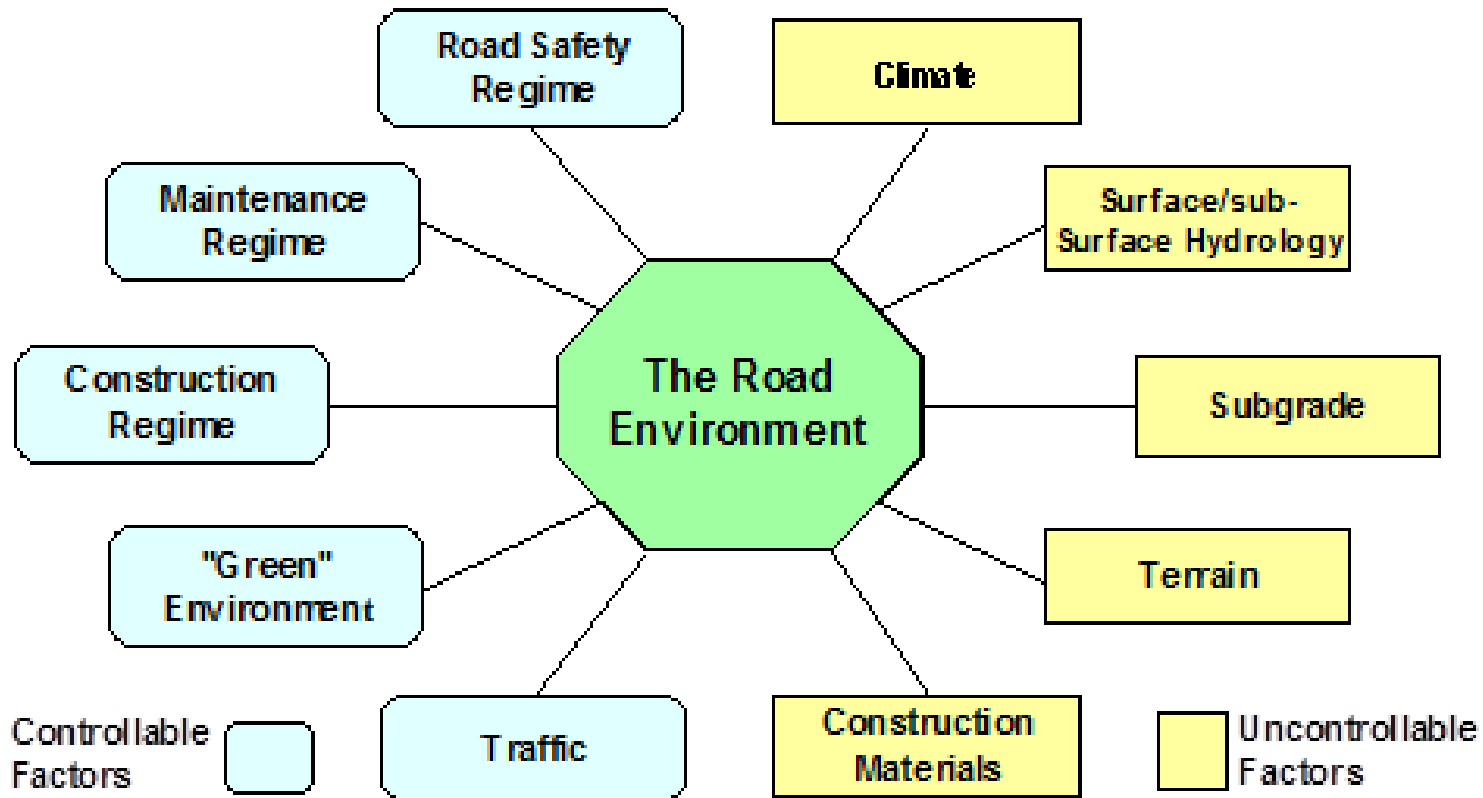 Road Safety
Regime
Climate
Maintenance
Regime
Surface/sub-
Surface Hydrology
The Road
Environment
Construction
Regime
Subgrade
"Green"
Environment
Terrain
Controllable
Factors
Traffic
Construction
Materials
Uncontrollable
Factors